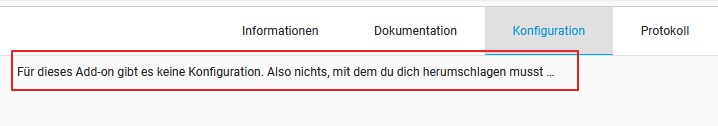 Informationen Dokumentation Konfiguration Protokoll
Für dieses Add-on gibt es keine Konfiguration. Also nichts, mit dem du dich herumschlagen musst ...